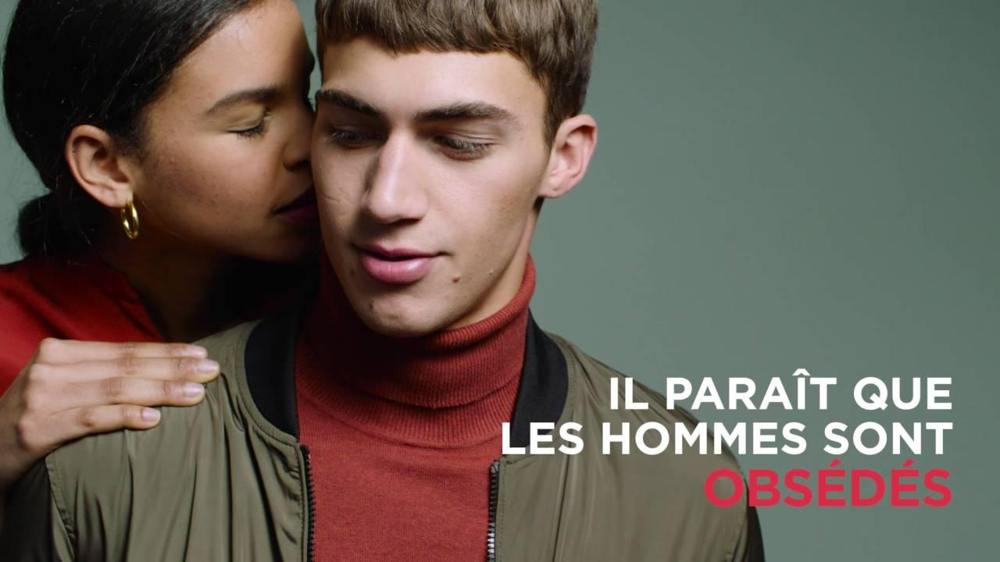 IL PARAÎT QUE
LES HOMMES SONT
OBSÉDÉS